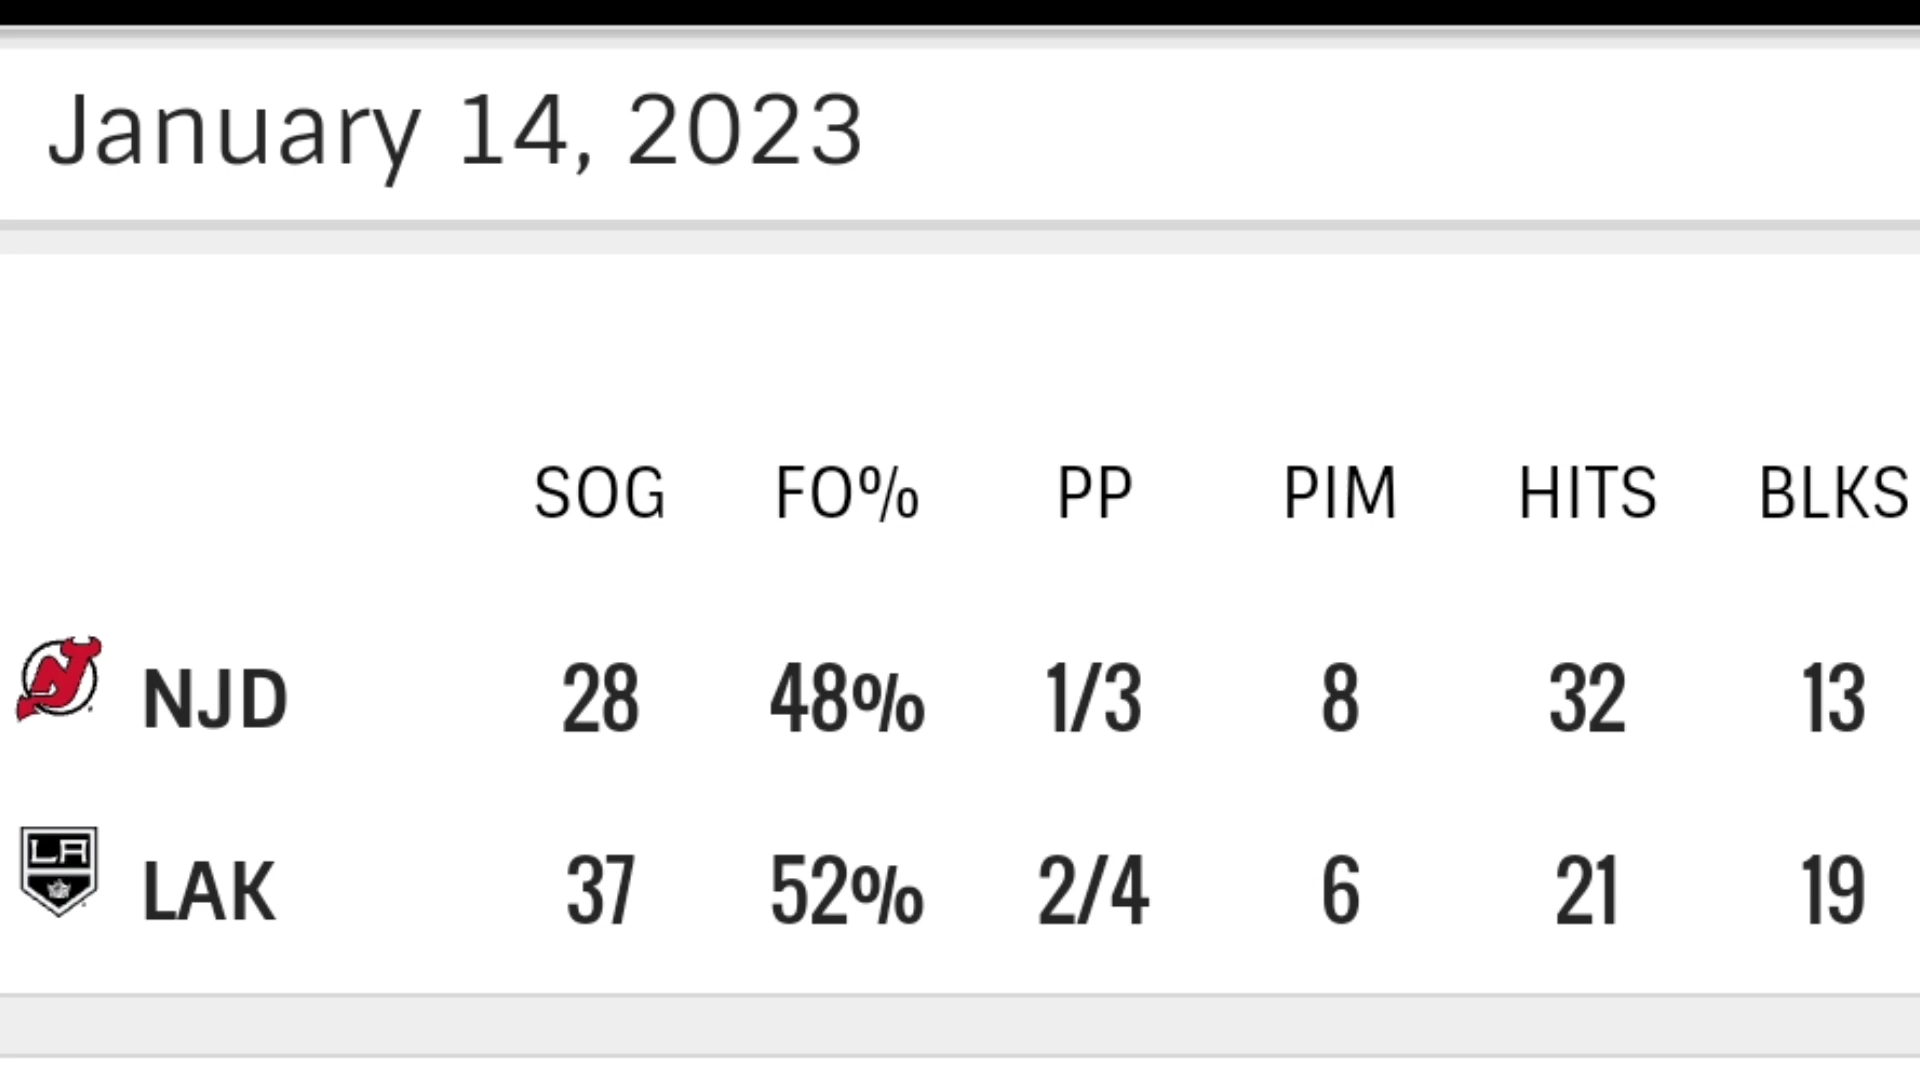 January 14, 2023
SOG FO% PP PIM HITS BLKS
NJD 28 48% 1/3 8 32 13
LA LAK 37 52% 2/4 6 21 19